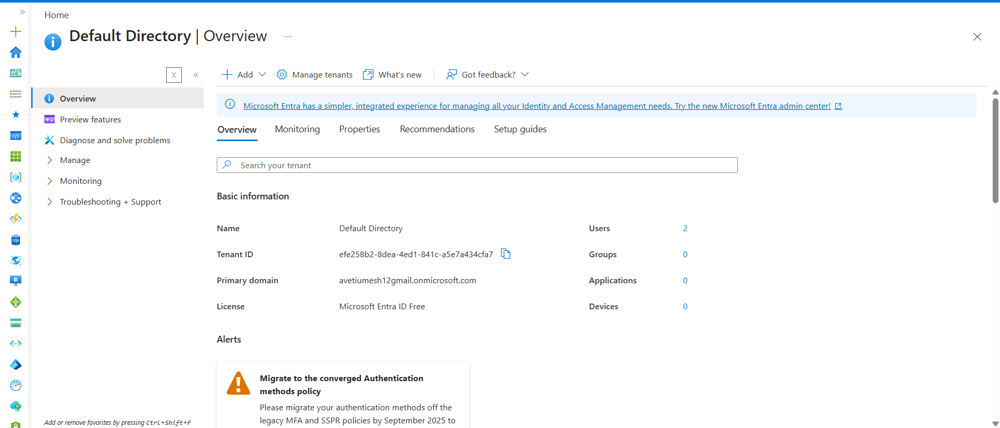 Home
Default Directory | Overview ...
Add Manage tenants What's new Got feedback?
Overview
Preview features
Diagnose and solve problems
Manage
Monitoring
Troubleshooting + Support
Add or remove favorites by pressing Ctrl+Shift+F
Microsoft Entra has a simpler, integrated experience for managing all your Identity and Access Management needs. Try the new Microsoft Entra admin center!
Overview Monitoring Properties Recommendations Setup guides
Search your tenant
Basic information
Name Default Directory Users 2
Tenant ID efe258b2-8dea-4ed1-841c-a5e7a434cfa7 Groups 0
Primary domain avetiumesh12gmail.onmicrosoft.com Applications 0
License Microsoft Entra ID Free Devices 0
Alerts
Migrate to the converged Authentication
methods policy
Please migrate your authentication methods off the
legacy MFA and SSPR policies by September 2025 to